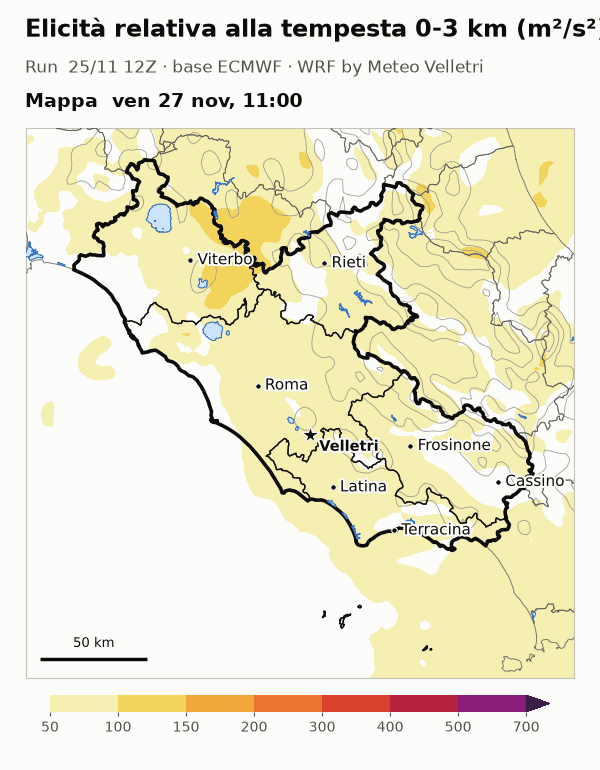 Elicità relativa alla tempesta 0-3 km (m²/s²)
Run  25/11 12Z · base ECMWF · WRF by Meteo Velletri
Mappa  ven 27 nov, 11:00
Viterbo
Rieti
Roma
Velletri
Frosinone
Latina
Cassino
Terracina
50 km
50 100 150 200 300 400 500 700